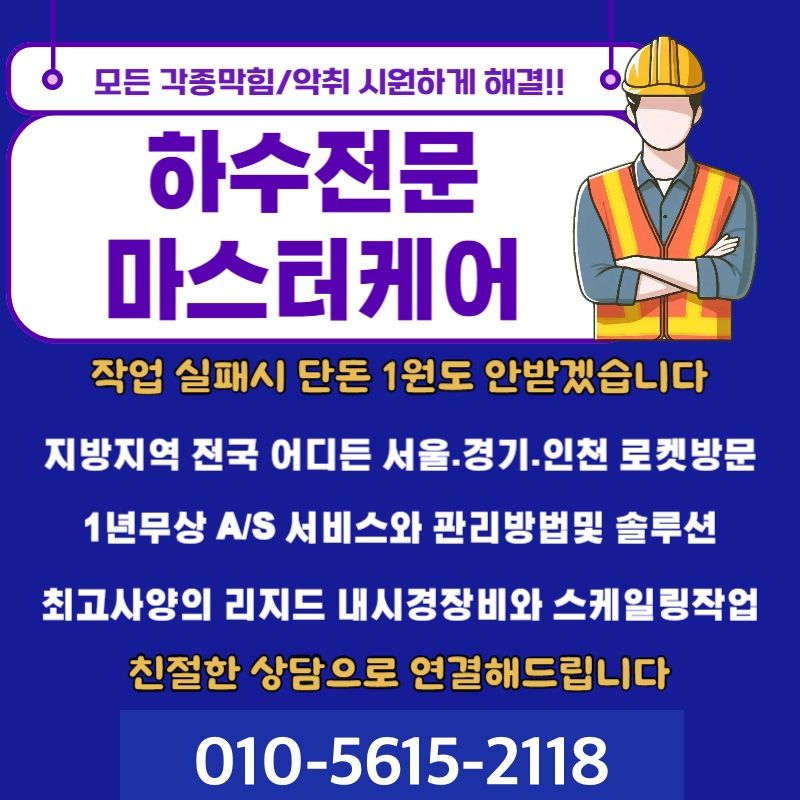 모든 각종막힘/악취 시원하게 해결!!
하수전문
마스터케어
작업 실패시 단돈 1원도 안받겠습니다
지방지역 전국 어디든 서울.경기.인천 로켓방문
1년무상 A/S 서비스와 관리방법및 솔루션
최고사양의 리지드 내시경장비와 스케일링작업
친절한 상담으로 연결해드립니다
010-5615-2118